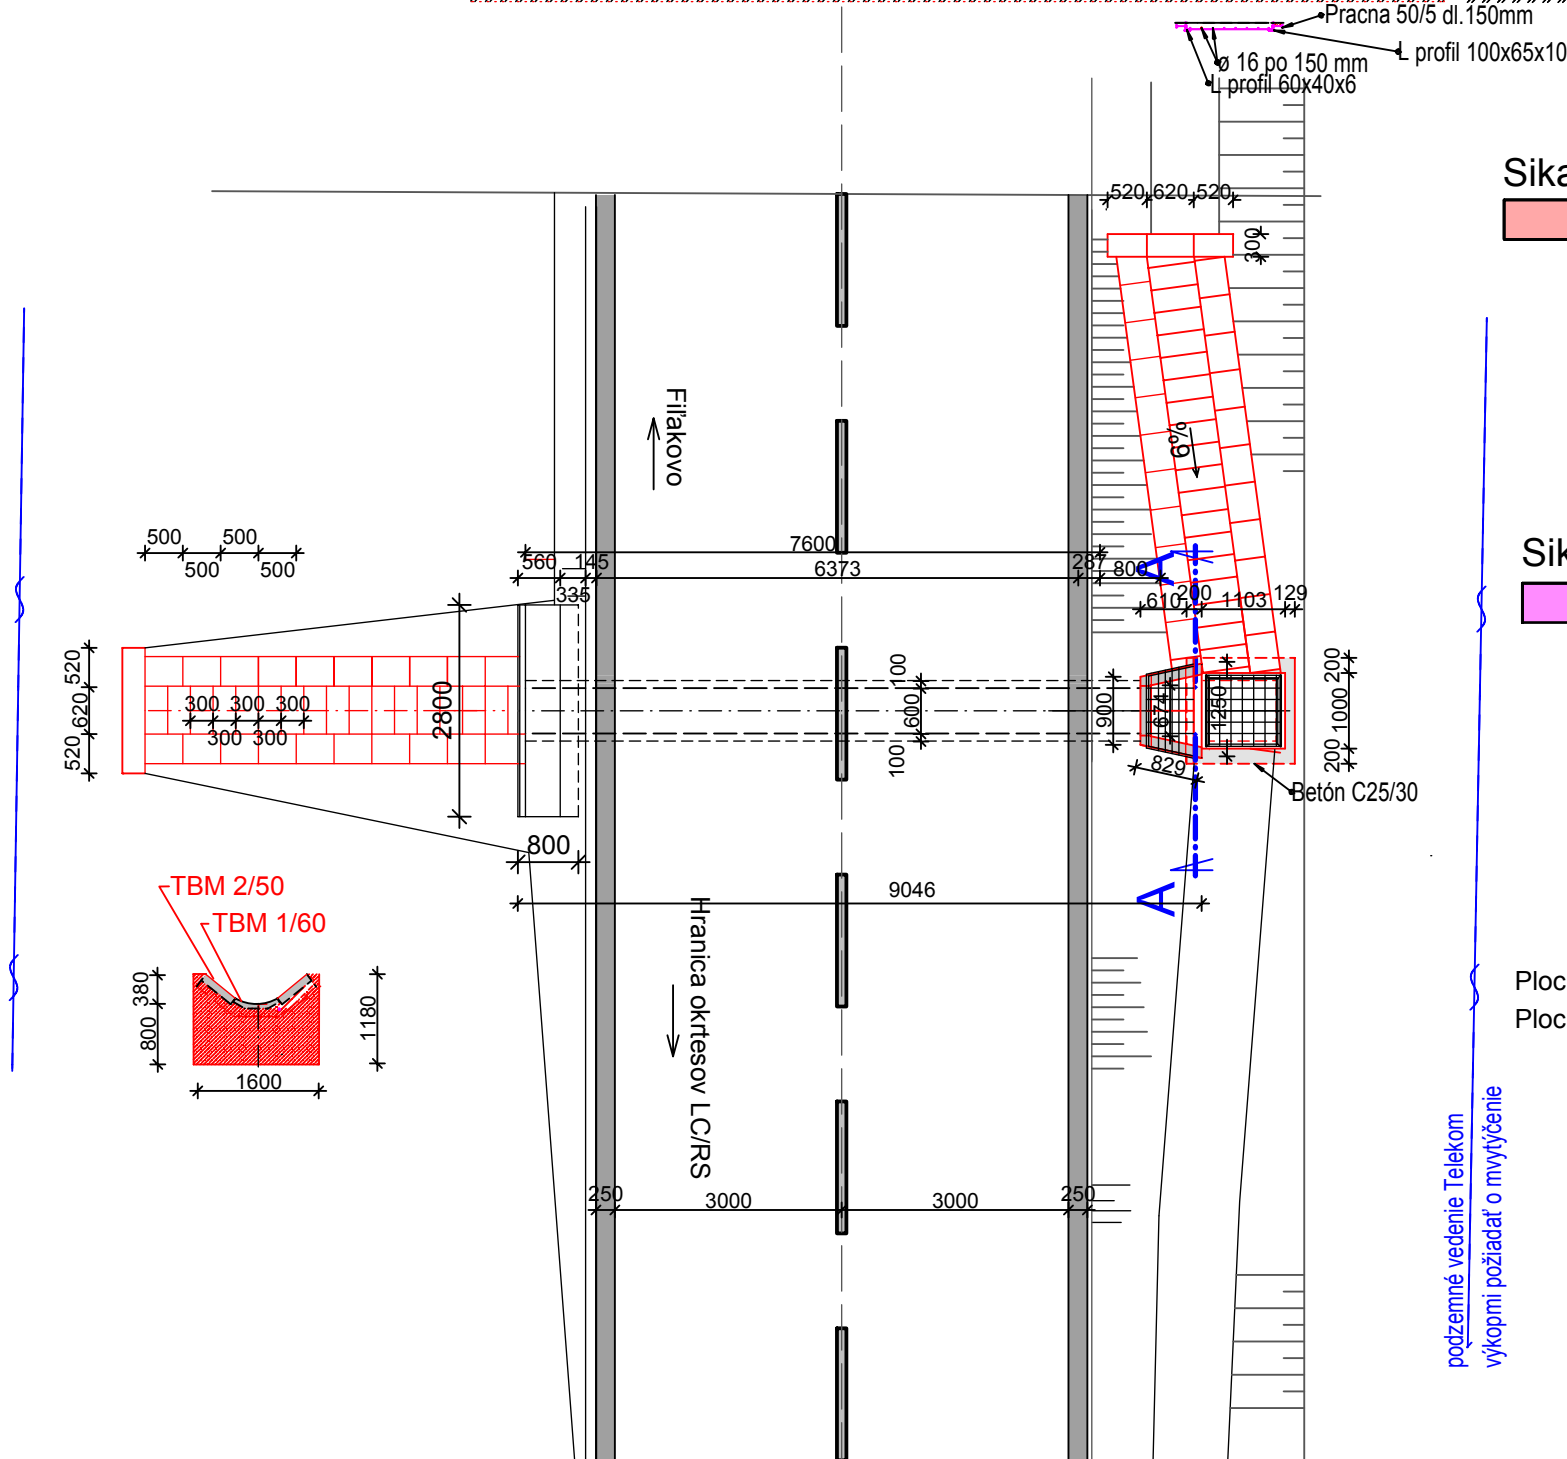 Pracna 50/5 dl.150mm
L profil 100x65x10
ø 16 po 150 mm
L profil 60x40x6
Sika
520 620 520
300
Fiľakovo
6%
500 500
500 500
7600
560 145 6373 287 800
335
A
610 200 1103 129
520
620
520
300 300 300
300 300
2800
100
600
100
900
674
829
1250
200
1000
200
Betón C25/30
800
9046
A
TBM 2/50
TBM 1/60
380
800
1180
1600
Hranica okrtesov LC/RS
250 3000 3000 250
Sik
Ploc
Ploc
podzemné vedenie Telekom
výkopmi požiadať o mvytýčenie